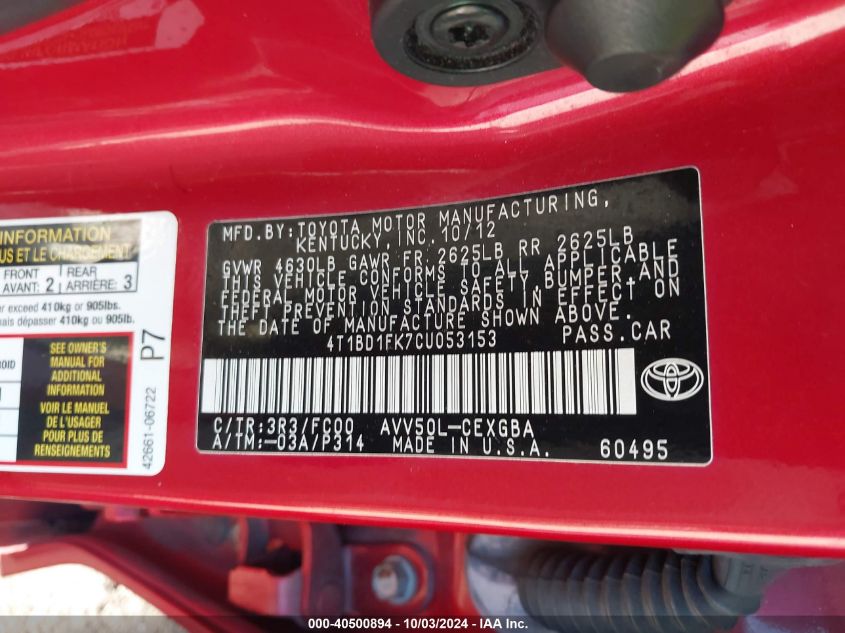 MFD. BY: TOYOTA MOTOR MANUFACTURING,
KENTUCKY, INC. 10/12
GVWR 4630LB GAWR FR 2625LB RR 2625LB
THIS VEHICLE CONFORMS TO ALL APPLICABLE
FEDERAL MOTOR VEHICLE SAFETY, BUMPER, AND
THEFT PREVENTION STANDARDS IN EFFECT ON
THE DATE OF MANUFACTURE SHOWN ABOVE.
4T1BD1FK7CU053153 PASS.CAR
C/TR: 3R3/FC00 AVV50L-CEXGBA
A/TM: -03A/P314 MADE IN U.S.A. 60495
INFORMATION
US ET LE CHARGEMENT
FRONT REAR
AVANT: 2 ARRIÈRE: 3
exceed 410kg or 905lbs.
mais dépasser 410kg ou 905lbs.
SEE OWNER'S
MANUAL FOR
ADDITIONAL
INFORMATION
VOIR LE MANUEL
DE L'USAGER
POUR PLUS DE
RENSEIGNEMENTS
P7
42661-06722
000-40500894 - 10/03/2024 - IAA Inc.